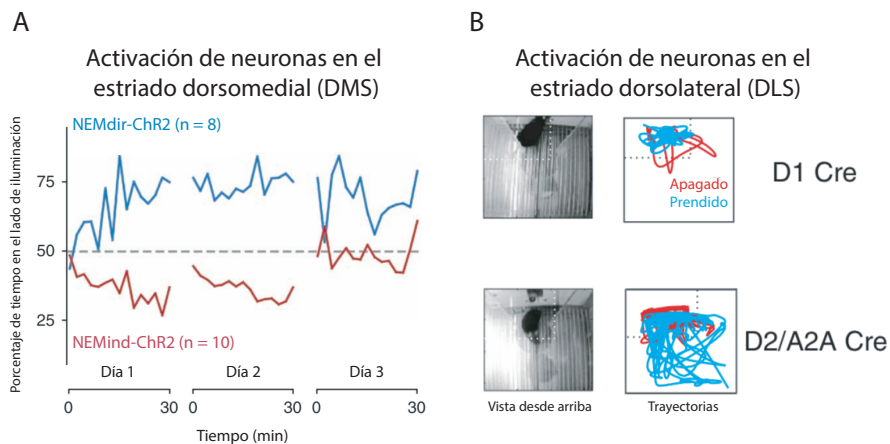 A
Activación de neuronas en el
estriado dorsomedial (DMS)
Porcentaje de tiempo en el lado de iluminación
NEMdir-ChR2 (n = 8)
75
50
25
NEMind-ChR2 (n = 10)
Día 1
Día 2
Día 3
0
30
0
30
0
30
Tiempo (min)
B
Activación de neuronas en el
estriado dorsolateral (DLS)
Apagado
Prendido
D1 Cre
D2/A2A Cre
Vista desde arriba
Trayectorias